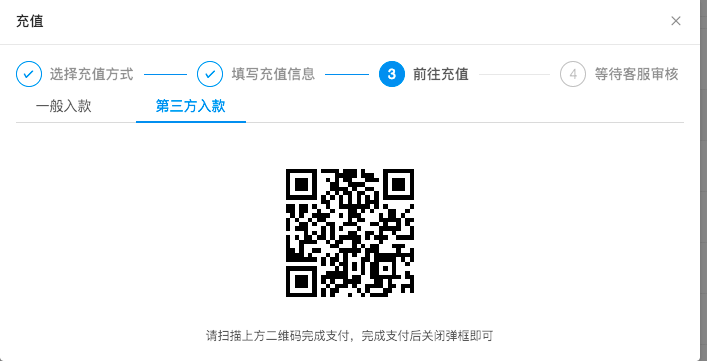 充值
选择充值方式 填写充值信息 3 前往充值 4 等待客服审核
一般入款 第三方入款
请扫描上方二维码完成支付，完成支付后关闭弹框即可